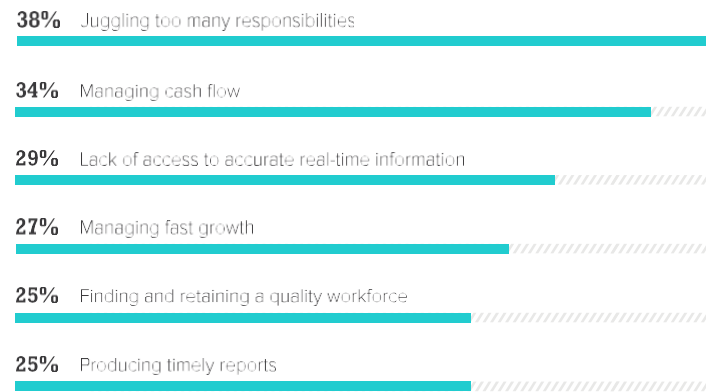 38% Juggling too many responsibilities
34% Managing cash flow
29% Lack of access to accurate real-time information
27% Managing fast growth
25% Finding and retaining a quality workforce
25% Producing timely reports